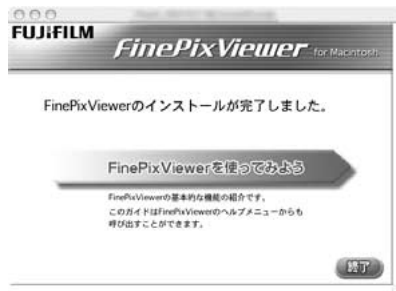 FUJIFILM
FinePixViewer for Macintosh
FinePixViewerのインストールが完了しました。
FinePixViewerを使ってみよう
FinePixViewerの基本的な機能の紹介です。
このガイドはFinePixViewerのヘルプメニューからも
呼び出すことができます。
終了